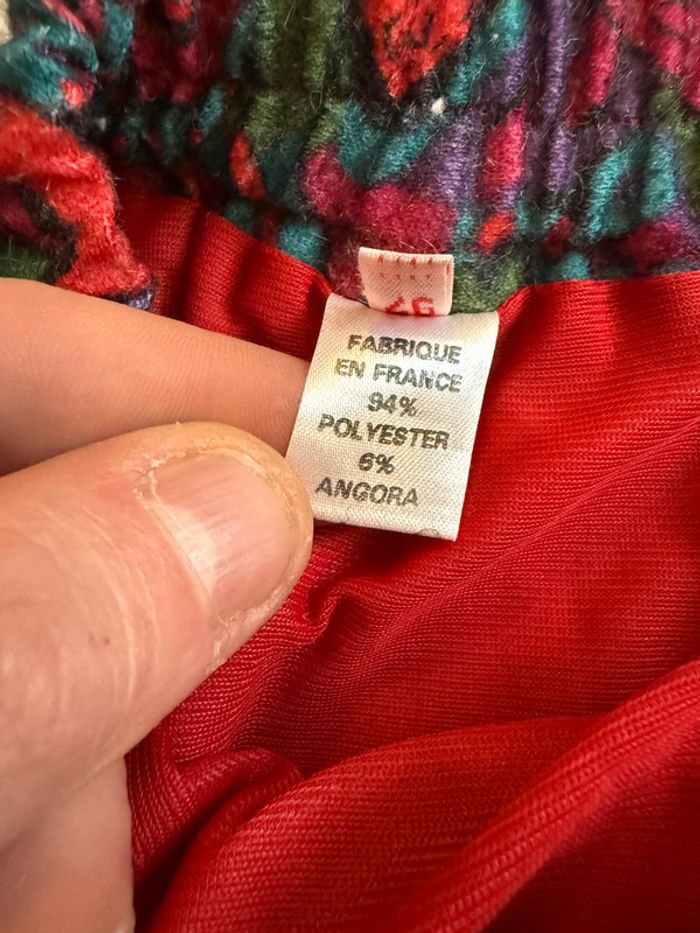 FABRIQUE
EN FRANCE
94%
POLYESTER
6%
ANGORA